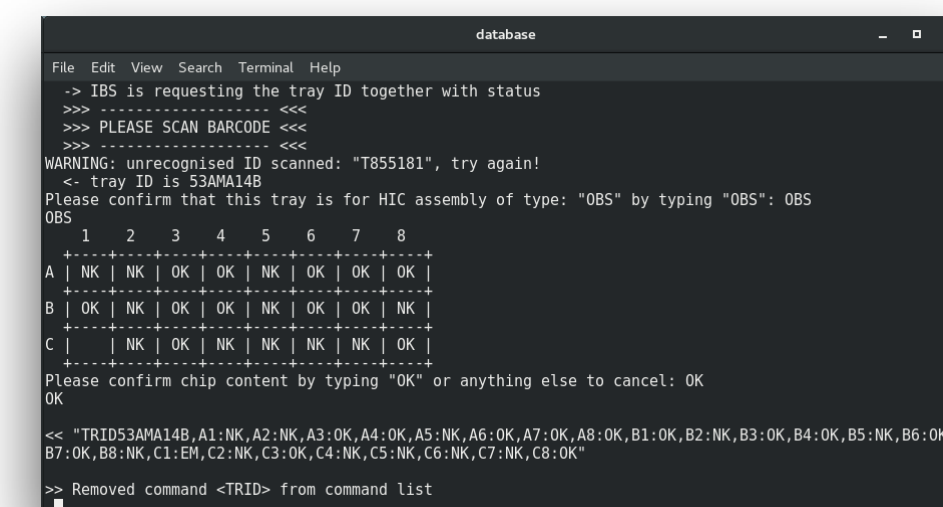 database
File Edit View Search Terminal Help
-> IBS is requesting the tray ID together with status
>>> ------------------- <<<
>>> PLEASE SCAN BARCODE <<<
>>> ------------------- <<<
WARNING: unrecognised ID scanned: "T855181", try again!
<- tray ID is 53AMA14B
Please confirm that this tray is for HIC assembly of type: "OBS" by typing "OBS": OBS
OBS
1 2 3 4 5 6 7 8
+----+----+----+----+----+----+----+----+
A | NK | NK | OK | OK | NK | OK | OK | OK |
+----+----+----+----+----+----+----+----+
B | OK | NK | OK | OK | NK | OK | OK | NK |
+----+----+----+----+----+----+----+----+
C |    | NK | OK | NK | NK | NK | NK | OK |
+----+----+----+----+----+----+----+----+
Please confirm chip content by typing "OK" or anything else to cancel: OK
OK
<< "TRID53AMA14B,A1:NK,A2:NK,A3:OK,A4:OK,A5:NK,A6:OK,A7:OK,A8:OK,B1:OK,B2:NK,B3:OK,B4:OK,B5:NK,B6:OK
B7:OK,B8:NK,C1:EM,C2:NK,C3:OK,C4:NK,C5:NK,C6:NK,C7:NK,C8:OK"
>> Removed command <TRID> from command list